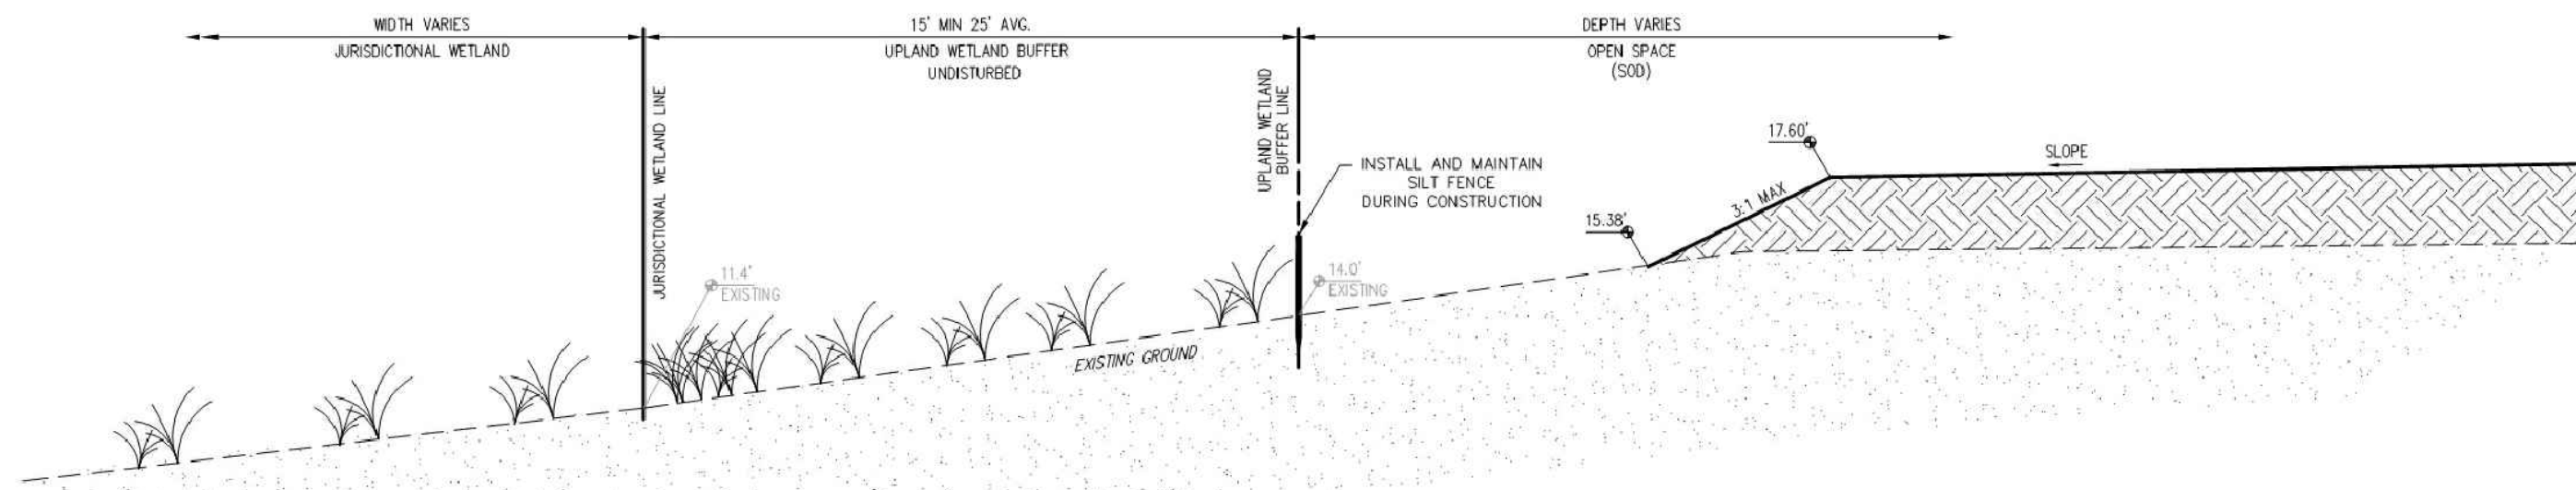 WIDTH VARIES
JURISDICTIONAL WETLAND
15' MIN 25' AVG.
UPLAND WETLAND BUFFER
UNDISTURBED
DEPTH VARIES
OPEN SPACE
(SOD)
JURISDICTIONAL WETLAND LINE
UPLAND WETLAND
BUFFER LINE
INSTALL AND MAINTAIN
SILT FENCE
DURING CONSTRUCTION
17.60'
SLOPE
3:1 MAX
15.38'
11.4'
EXISTING
14.0'
EXISTING
EXISTING GROUND